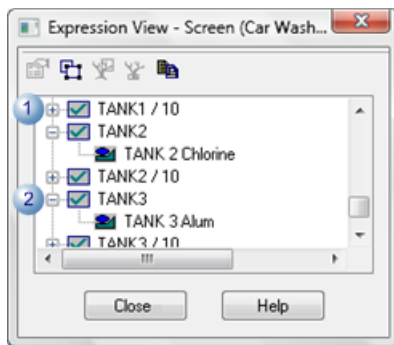 Expression View - Screen (Car Wash...
1 TANK1 / 10
TANK2
TANK 2 Chlorine
TANK2 / 10
2 TANK3
TANK 3 Alum
TANK3 / 10
Close Help